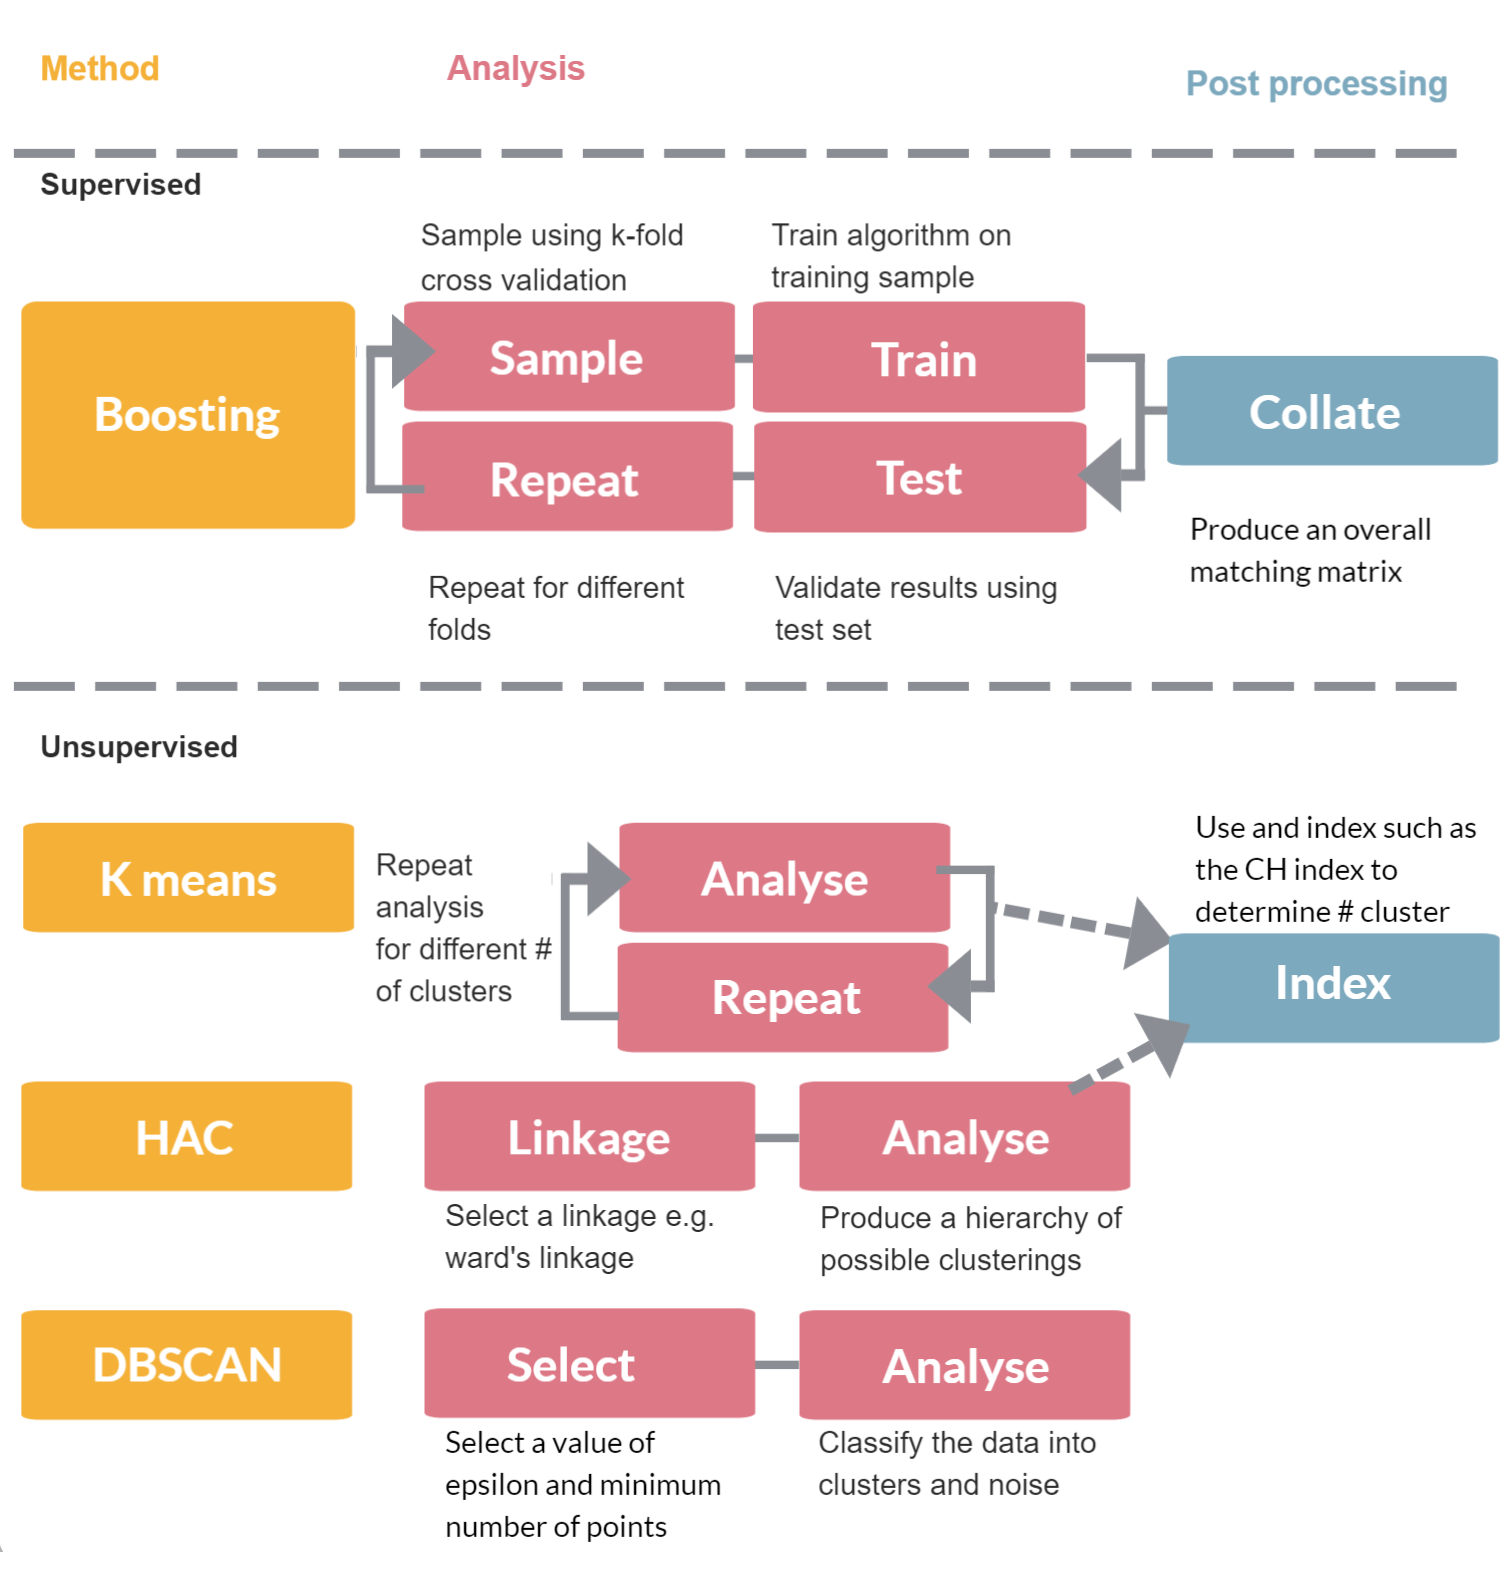 Method
Analysis
Post processing
Supervised
Sample using k-fold
cross validation
Train algorithm on
training sample
Boosting
Sample
Train
Collate
Repeat
Test
Produce an overall
matching matrix
Repeat for different
folds
Validate results using
test set
Unsupervised
K means
Repeat
analysis
for different #
of clusters
Analyse
Repeat
Use and index such as
the CH index to
determine # cluster
Index
HAC
Linkage
Analyse
Select a linkage e.g.
ward's linkage
Produce a hierarchy of
possible clusterings
DBSCAN
Select
Analyse
Select a value of
epsilon and minimum
number of points
Classify the data into
clusters and noise